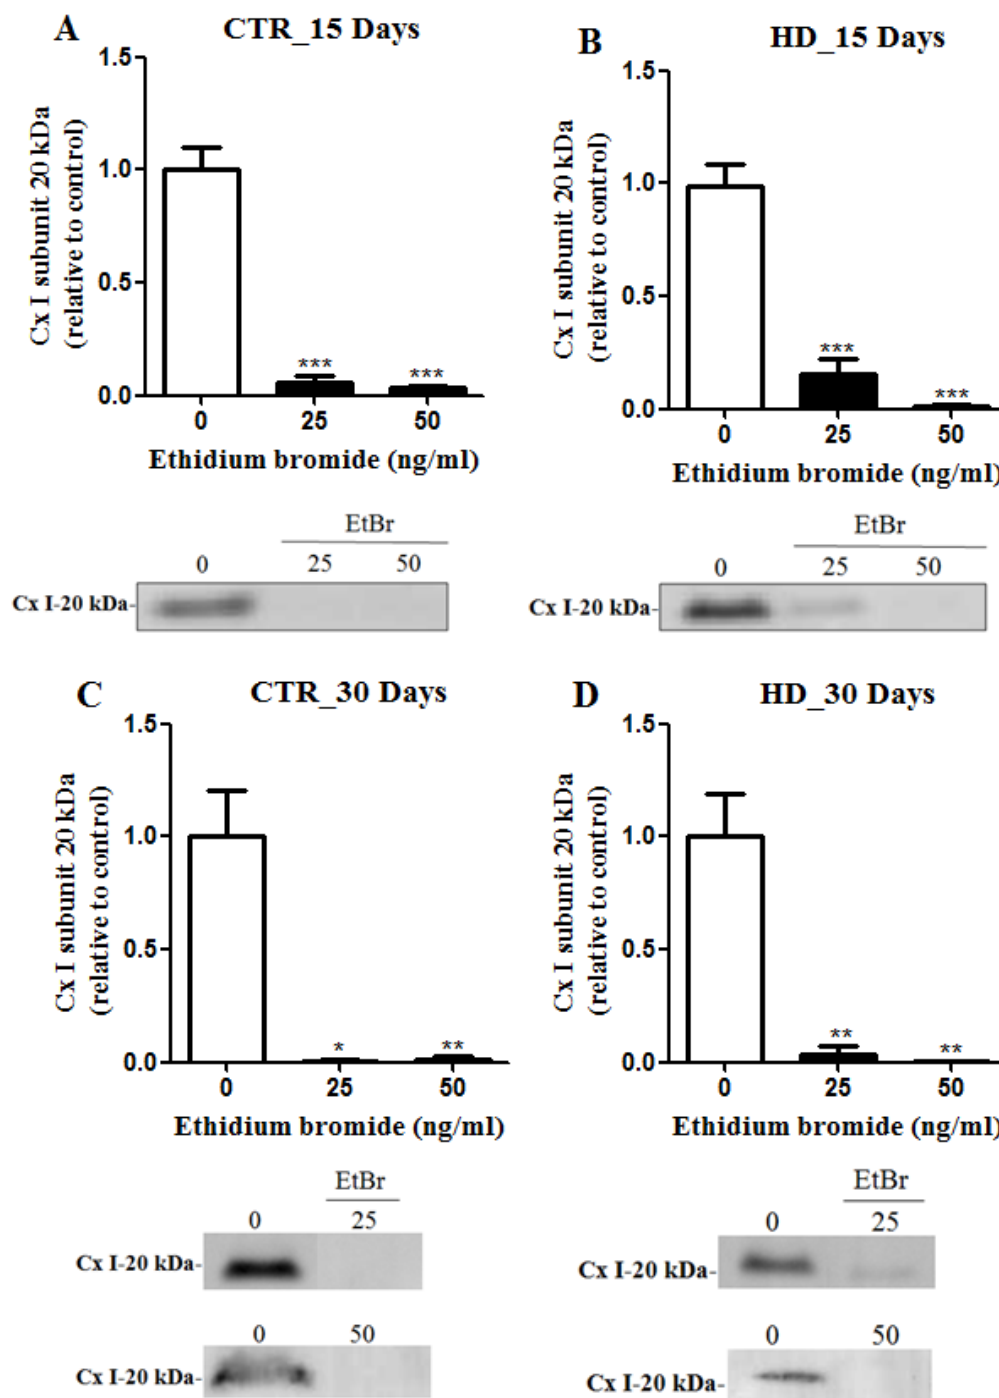 A CTR_15 Days
Cx I subunit 20 kDa
(relative to control)
1.5
1.0
0.5
0.0
***
***
0 25 50
Ethidium bromide (ng/ml)
EtBr
0 25 50
Cx I-20 kDa-
B HD_15 Days
Cx I subunit 20 kDa
(relative to control)
1.5
1.0
0.5
0.0
***
***
0 25 50
Ethidium bromide (ng/ml)
EtBr
0 25 50
Cx I-20 kDa-
C CTR_30 Days
Cx I subunit 20 kDa
(relative to control)
1.5
1.0
0.5
0.0
*
**
0 25 50
Ethidium bromide (ng/ml)
EtBr
0 25
Cx I-20 kDa-
0 50
Cx I-20 kDa-
D HD_30 Days
Cx I subunit 20 kDa
(relative to control)
1.5
1.0
0.5
0.0
**
**
0 25 50
Ethidium bromide (ng/ml)
EtBr
0 25
Cx I-20 kDa-
0 50
Cx I-20 kDa-